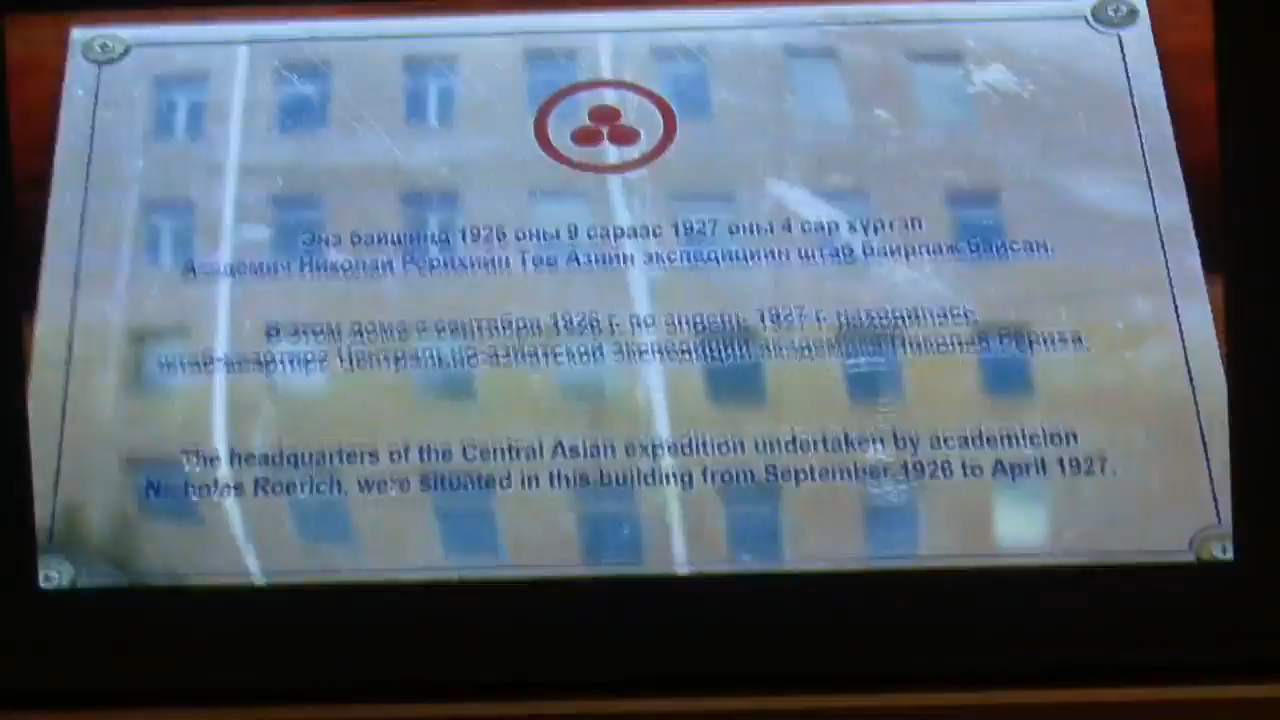 Энэ байшинд 1926 оны 9 сараас 1927 оны 4 сар хүртэл
Академич Николай Рерихийн Төв Азийн экспедицийн штаб байрлаж байсан.
В этом доме с сентября 1926 г. по апрель 1927 г. находилась
штаб-квартира Центрально-азиатской экспедиции академика Николая Рериха.
The headquarters of the Central Asian expedition undertaken by academicion
Nicholas Roerich, were situated in this building from September 1926 to April 1927.